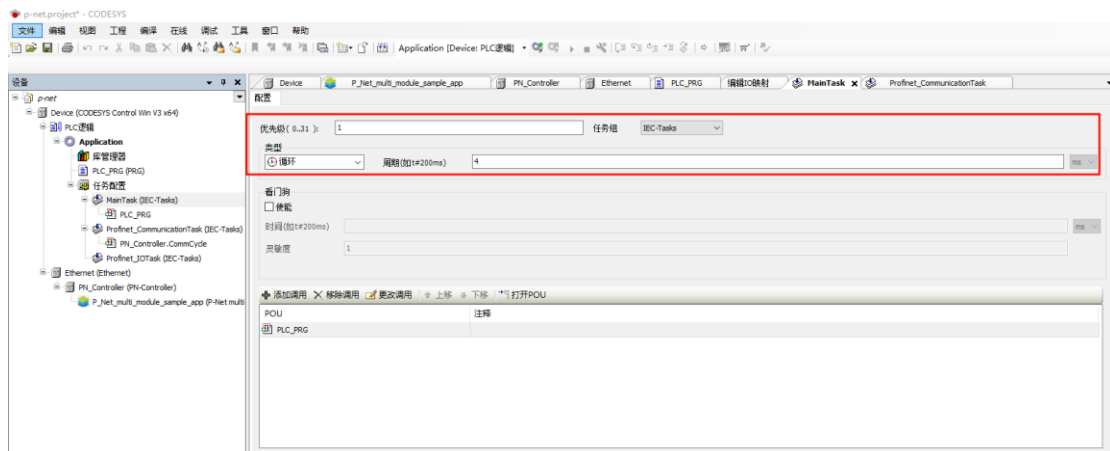 p-net.project* - CODESYS
文件 编辑 视图 工程 编译 在线 调试 工具 窗口 帮助
Application [Device: PLC逻辑]
设备
Device P_Net_multi_module_sample_app PN_Controller Ethernet PLC_PRG 编辑IO映射 MainTask Profinet_CommunicationTask
p-net
Device (CODESYS Control Win V3 x64)
PLC逻辑
Application
库管理器
PLC_PRG (PRG)
任务配置
MainTask (IEC-Tasks)
PLC_PRG
Profinet_CommunicationTask (IEC-Tasks)
PN_Controller.CommCycle
Profinet_IOTask (IEC-Tasks)
Ethernet (Ethernet)
PN_Controller (PN-Controller)
P_Net_multi_module_sample_app (P-Net multi
配置
优先级( 0..31 ): 1 任务组 IEC-Tasks
类型
循环 周期(如t#200ms) 4 ms
看门狗
使能
时间(如t#200ms) ms
灵敏度 1
添加调用 移除调用 更改调用 上移 下移 打开POU
POU 注释
PLC_PRG